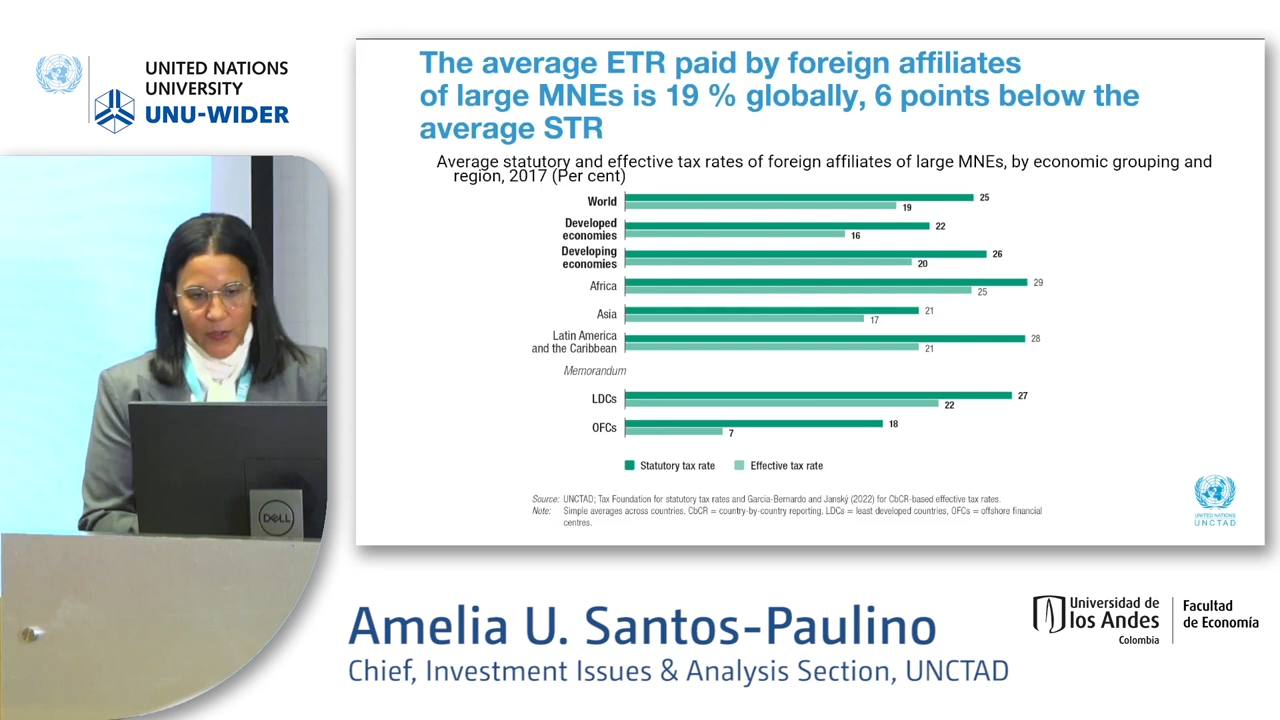 UNITED NATIONS
UNIVERSITY
UNU-WIDER
The average ETR paid by foreign affiliates
of large MNEs is 19 % globally, 6 points below the
average STR
Average statutory and effective tax rates of foreign affiliates of large MNEs, by economic grouping and
region, 2017 (Per cent)
World
25
19
Developed
economies
22
16
Developing
economies
26
20
Africa
29
25
Asia
21
17
Latin America
and the Caribbean
28
21
Memorandum
LDCs
27
22
OFCs
18
7
Statutory tax rate
Effective tax rate
Source: UNCTAD; Tax Foundation for statutory tax rates and Garcia-Bernardo and Janský (2022) for CbCR-based effective tax rates.
Note: Simple averages across countries. CbCR = country-by-country reporting. LDCs = least developed countries, OFCs = offshore financial
centres.
UNITED NATIONS
UNCTAD
DELL
Amelia U. Santos-Paulino
Chief, Investment Issues & Analysis Section, UNCTAD
Universidad de
los Andes
Colombia
Facultad
de Economía